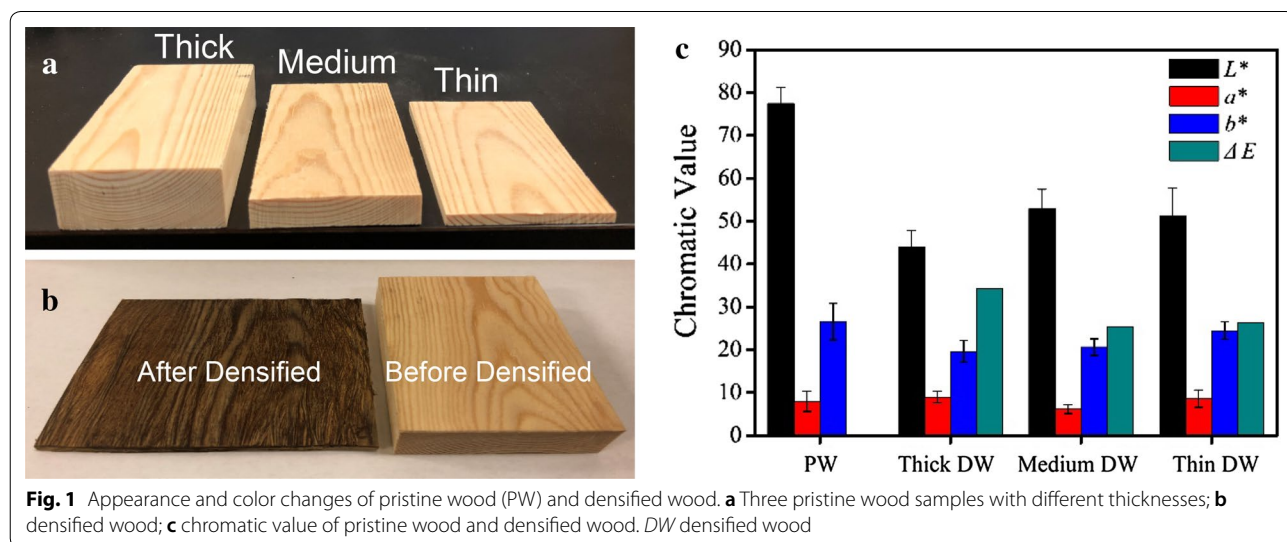 a
Thick
Medium
Thin
b
After Densified
Before Densified
c
Chromatic Value
90
80
70
60
50
40
30
20
10
0
L*
a*
b*
ΔE
PW
Thick DW
Medium DW
Thin DW
Fig. 1 Appearance and color changes of pristine wood (PW) and densified wood. a Three pristine wood samples with different thicknesses; b
densified wood; c chromatic value of pristine wood and densified wood. DW densified wood